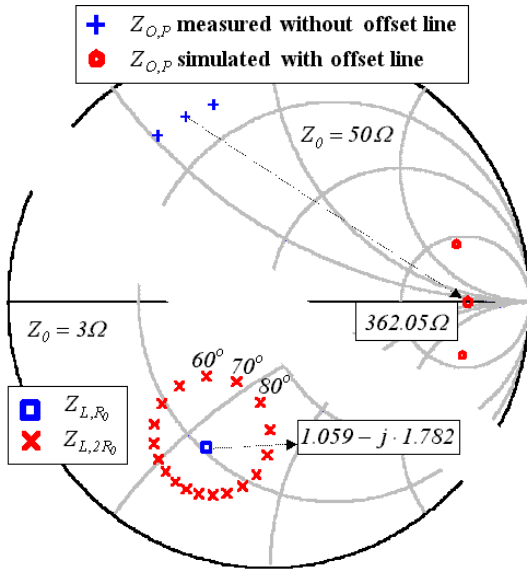 Z_{O,P} measured without offset line
Z_{O,P} simulated with offset line
Z_0 = 50Ω
362.05Ω
Z_0 = 3Ω
60° 70° 80°
Z_{L,R_0}
Z_{L,2R_0}
1.059 − j · 1.782